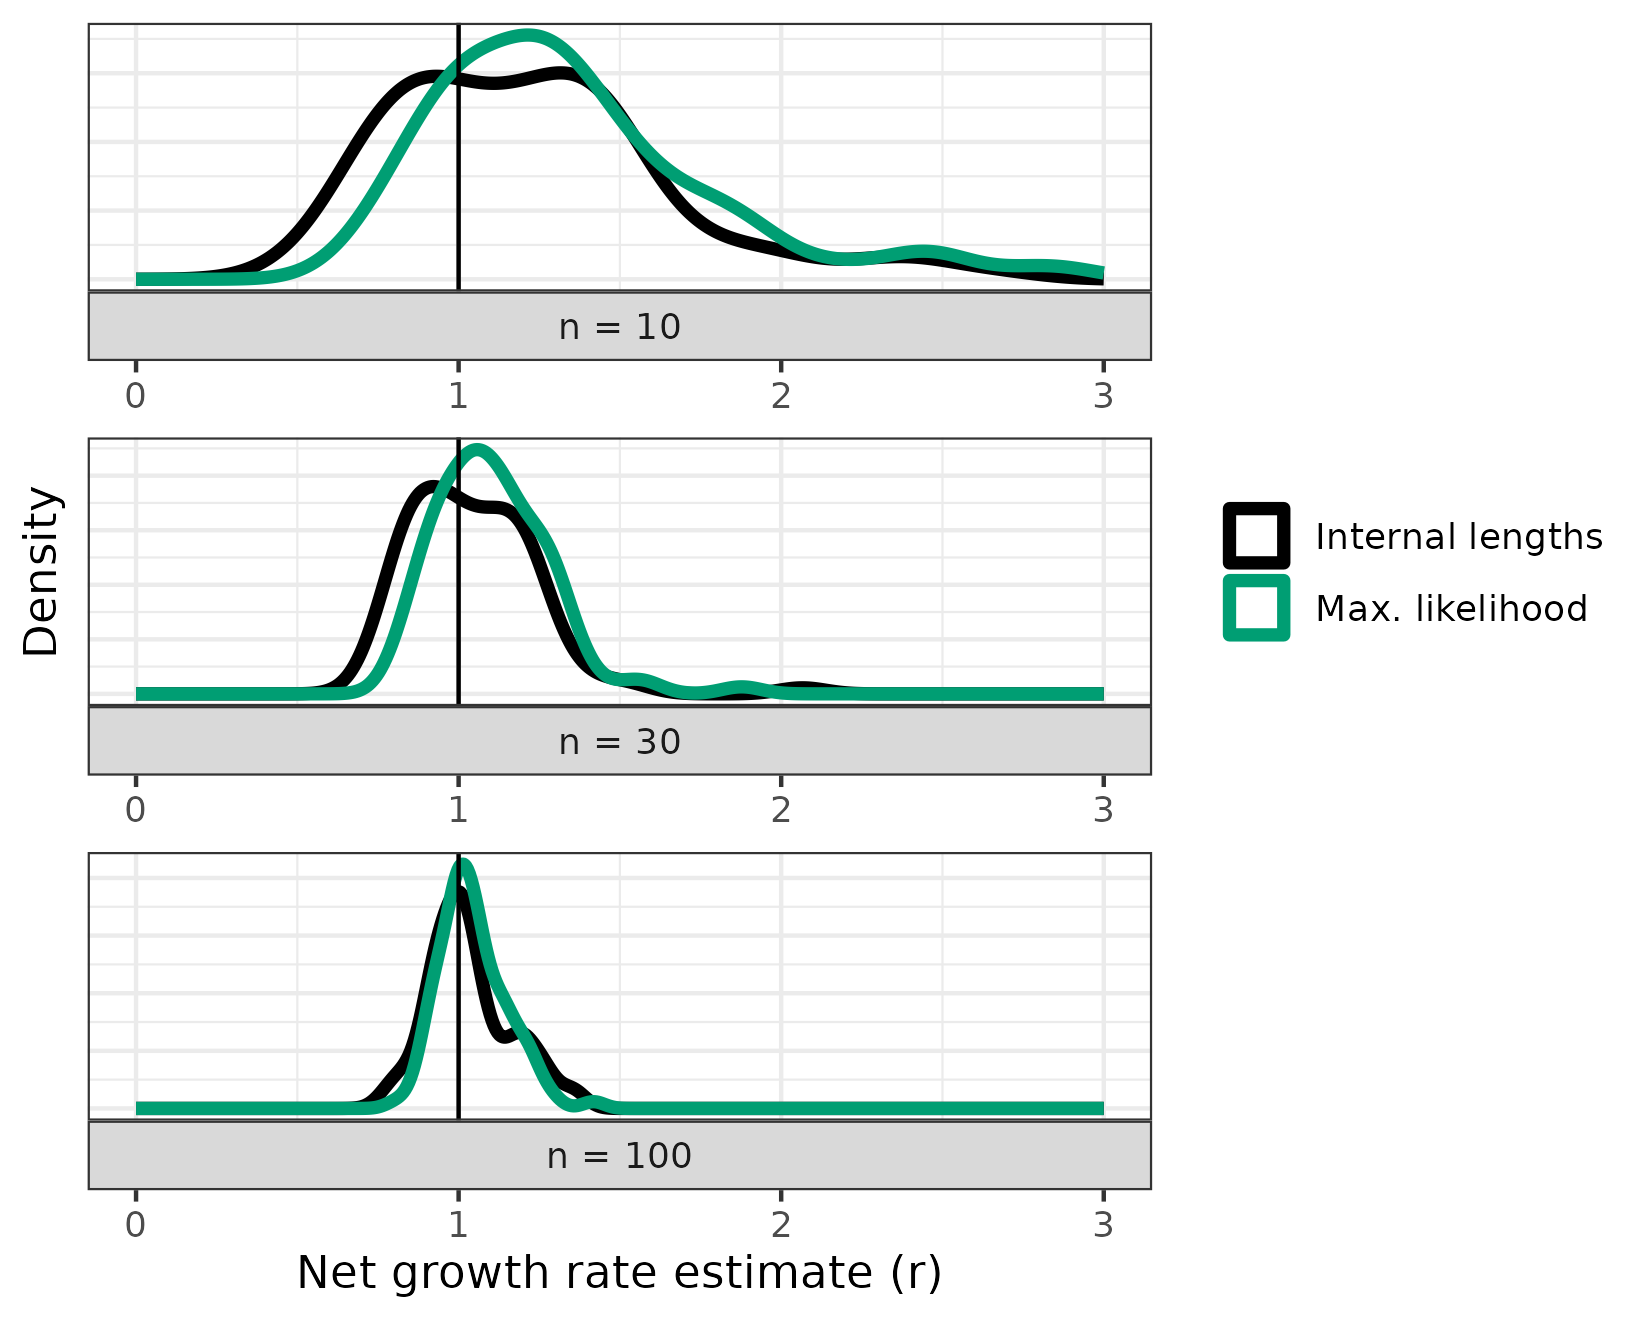 n = 10
0 1 2 3
n = 30
0 1 2 3
n = 100
0 1 2 3
Net growth rate estimate (r)
Density
Internal lengths
Max. likelihood